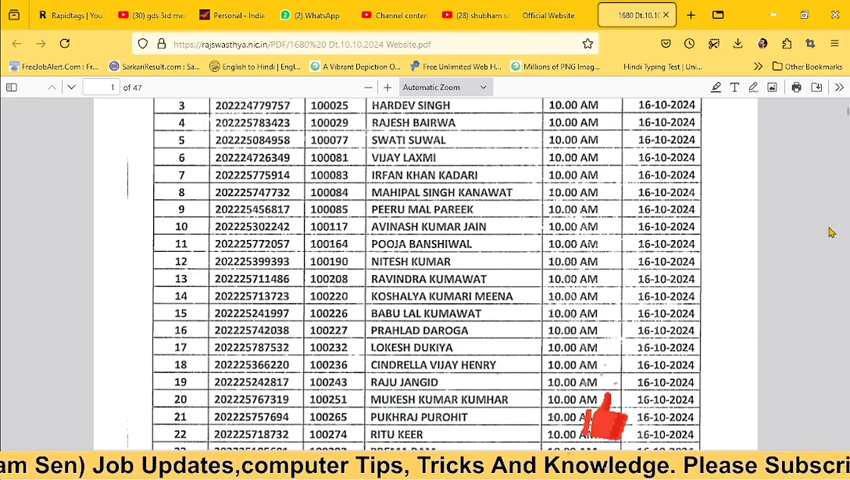 Rapidtags | You
(30) gds 3rd me
Personal - India
(2) WhatsApp
Channel conten
(28) shubham s
Official Website
1680 Dt.10.10
https://rajswasthya.nic.in/PDF/1680%20 Dt.10.10.2024 Website.pdf
FreeJobAlert.Com : ... SarkariResult.com : Sa... English to Hindi | Engl... A Vibrant Depiction O... Free Unlimited Web H... Millions of PNG Imag... Hindi Typing Test | Uni... Other Bookmarks
1 of 47 Automatic Zoom
3 202224779757 100025 HARDEV SINGH 10.00 AM 16-10-2024
4 202225783423 100029 RAJESH BAIRWA 10.00 AM 16-10-2024
5 202225084958 100077 SWATI SUWAL 10.00 AM 16-10-2024
6 202224726349 100081 VIJAY LAXMI 10.00 AM 16-10-2024
7 202225775914 100083 IRFAN KHAN KADARI 10.00 AM 16-10-2024
8 202225747732 100084 MAHIPAL SINGH KANAWAT 10.00 AM 16-10-2024
9 202225456817 100085 PEERU MAL PAREEK 10.00 AM 16-10-2024
10 202225302242 100117 AVINASH KUMAR JAIN 10.00 AM 16-10-2024
11 202225772057 100164 POOJA BANSHIWAL 10.00 AM 16-10-2024
12 202225399393 100190 NITESH KUMAR 10.00 AM 16-10-2024
13 202225711486 100208 RAVINDRA KUMAWAT 10.00 AM 16-10-2024
14 202225713723 100220 KOSHALYA KUMARI MEENA 10.00 AM 16-10-2024
15 202225241997 100226 BABU LAL KUMAWAT 10.00 AM 16-10-2024
16 202225742038 100227 PRAHLAD DAROGA 10.00 AM 16-10-2024
17 202225787532 100232 LOKESH DUKIYA 10.00 AM 16-10-2024
18 202225366220 100236 CINDRELLA VIJAY HENRY 10.00 AM 16-10-2024
19 202225242817 100243 RAJU JANGID 10.00 AM 16-10-2024
20 202225767319 100251 MUKESH KUMAR KUMHAR 10.00 AM 16-10-2024
21 202225757694 100265 PUKHRAJ PUROHIT 10.00 AM 16-10-2024
22 202225718732 100274 RITU KEER 10.00 AM 16-10-2024
am Sen) Job Updates,computer Tips, Tricks And Knowledge. Please Subscri